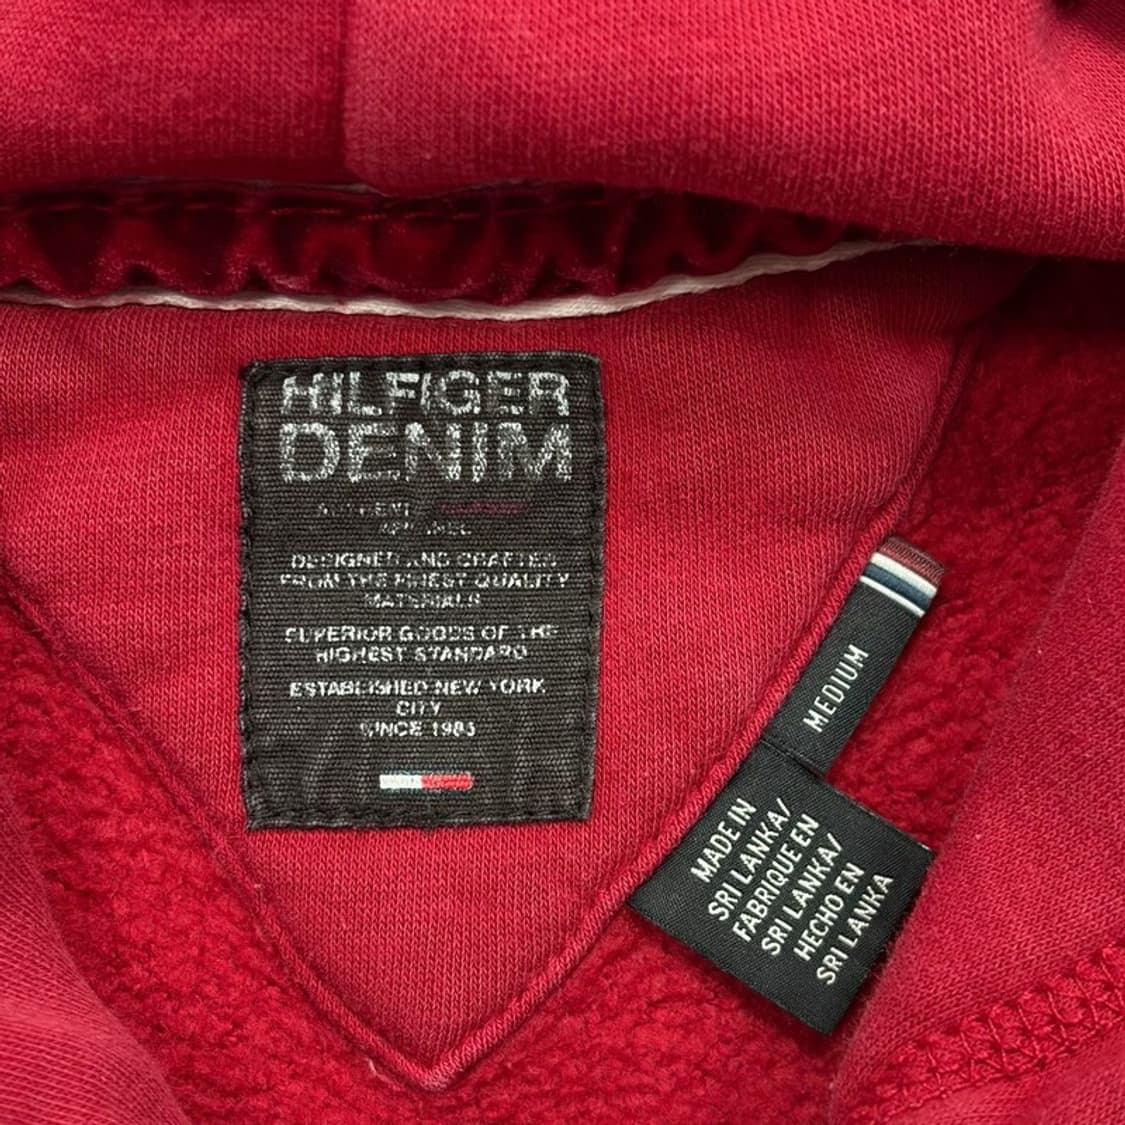 HILFIGER
DENIM
DESIGNED AND CRAFTED
FROM THE FINEST QUALITY
MATERIALS
SUPERIOR GOODS OF THE
HIGHEST STANDARD
ESTABLISHED NEW YORK
CITY
SINCE 1985
MEDIUM
MADE IN
SRI LANKA/
FABRIQUE EN
SRI LANKA/
HECHO EN
SRI LANKA